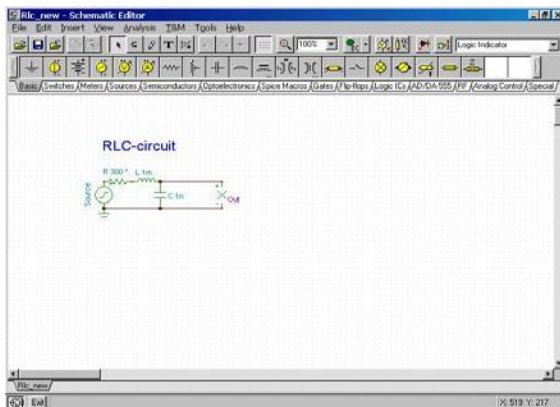 Rlc_new - Schematic Editor
File Edit Insert View Analysis T&M Tools Help
100% Logic Indicator
Basic Switches Meters Sources Semiconductors Optoelectronics Spice Macros Gates Flip-flops Logic ICs AD/DA-555 RF Analog Control Special
RLC-circuit
R 300 * L 1m
Source
C 1n
Out
Rlc_new
Exit X: 519 Y: 217